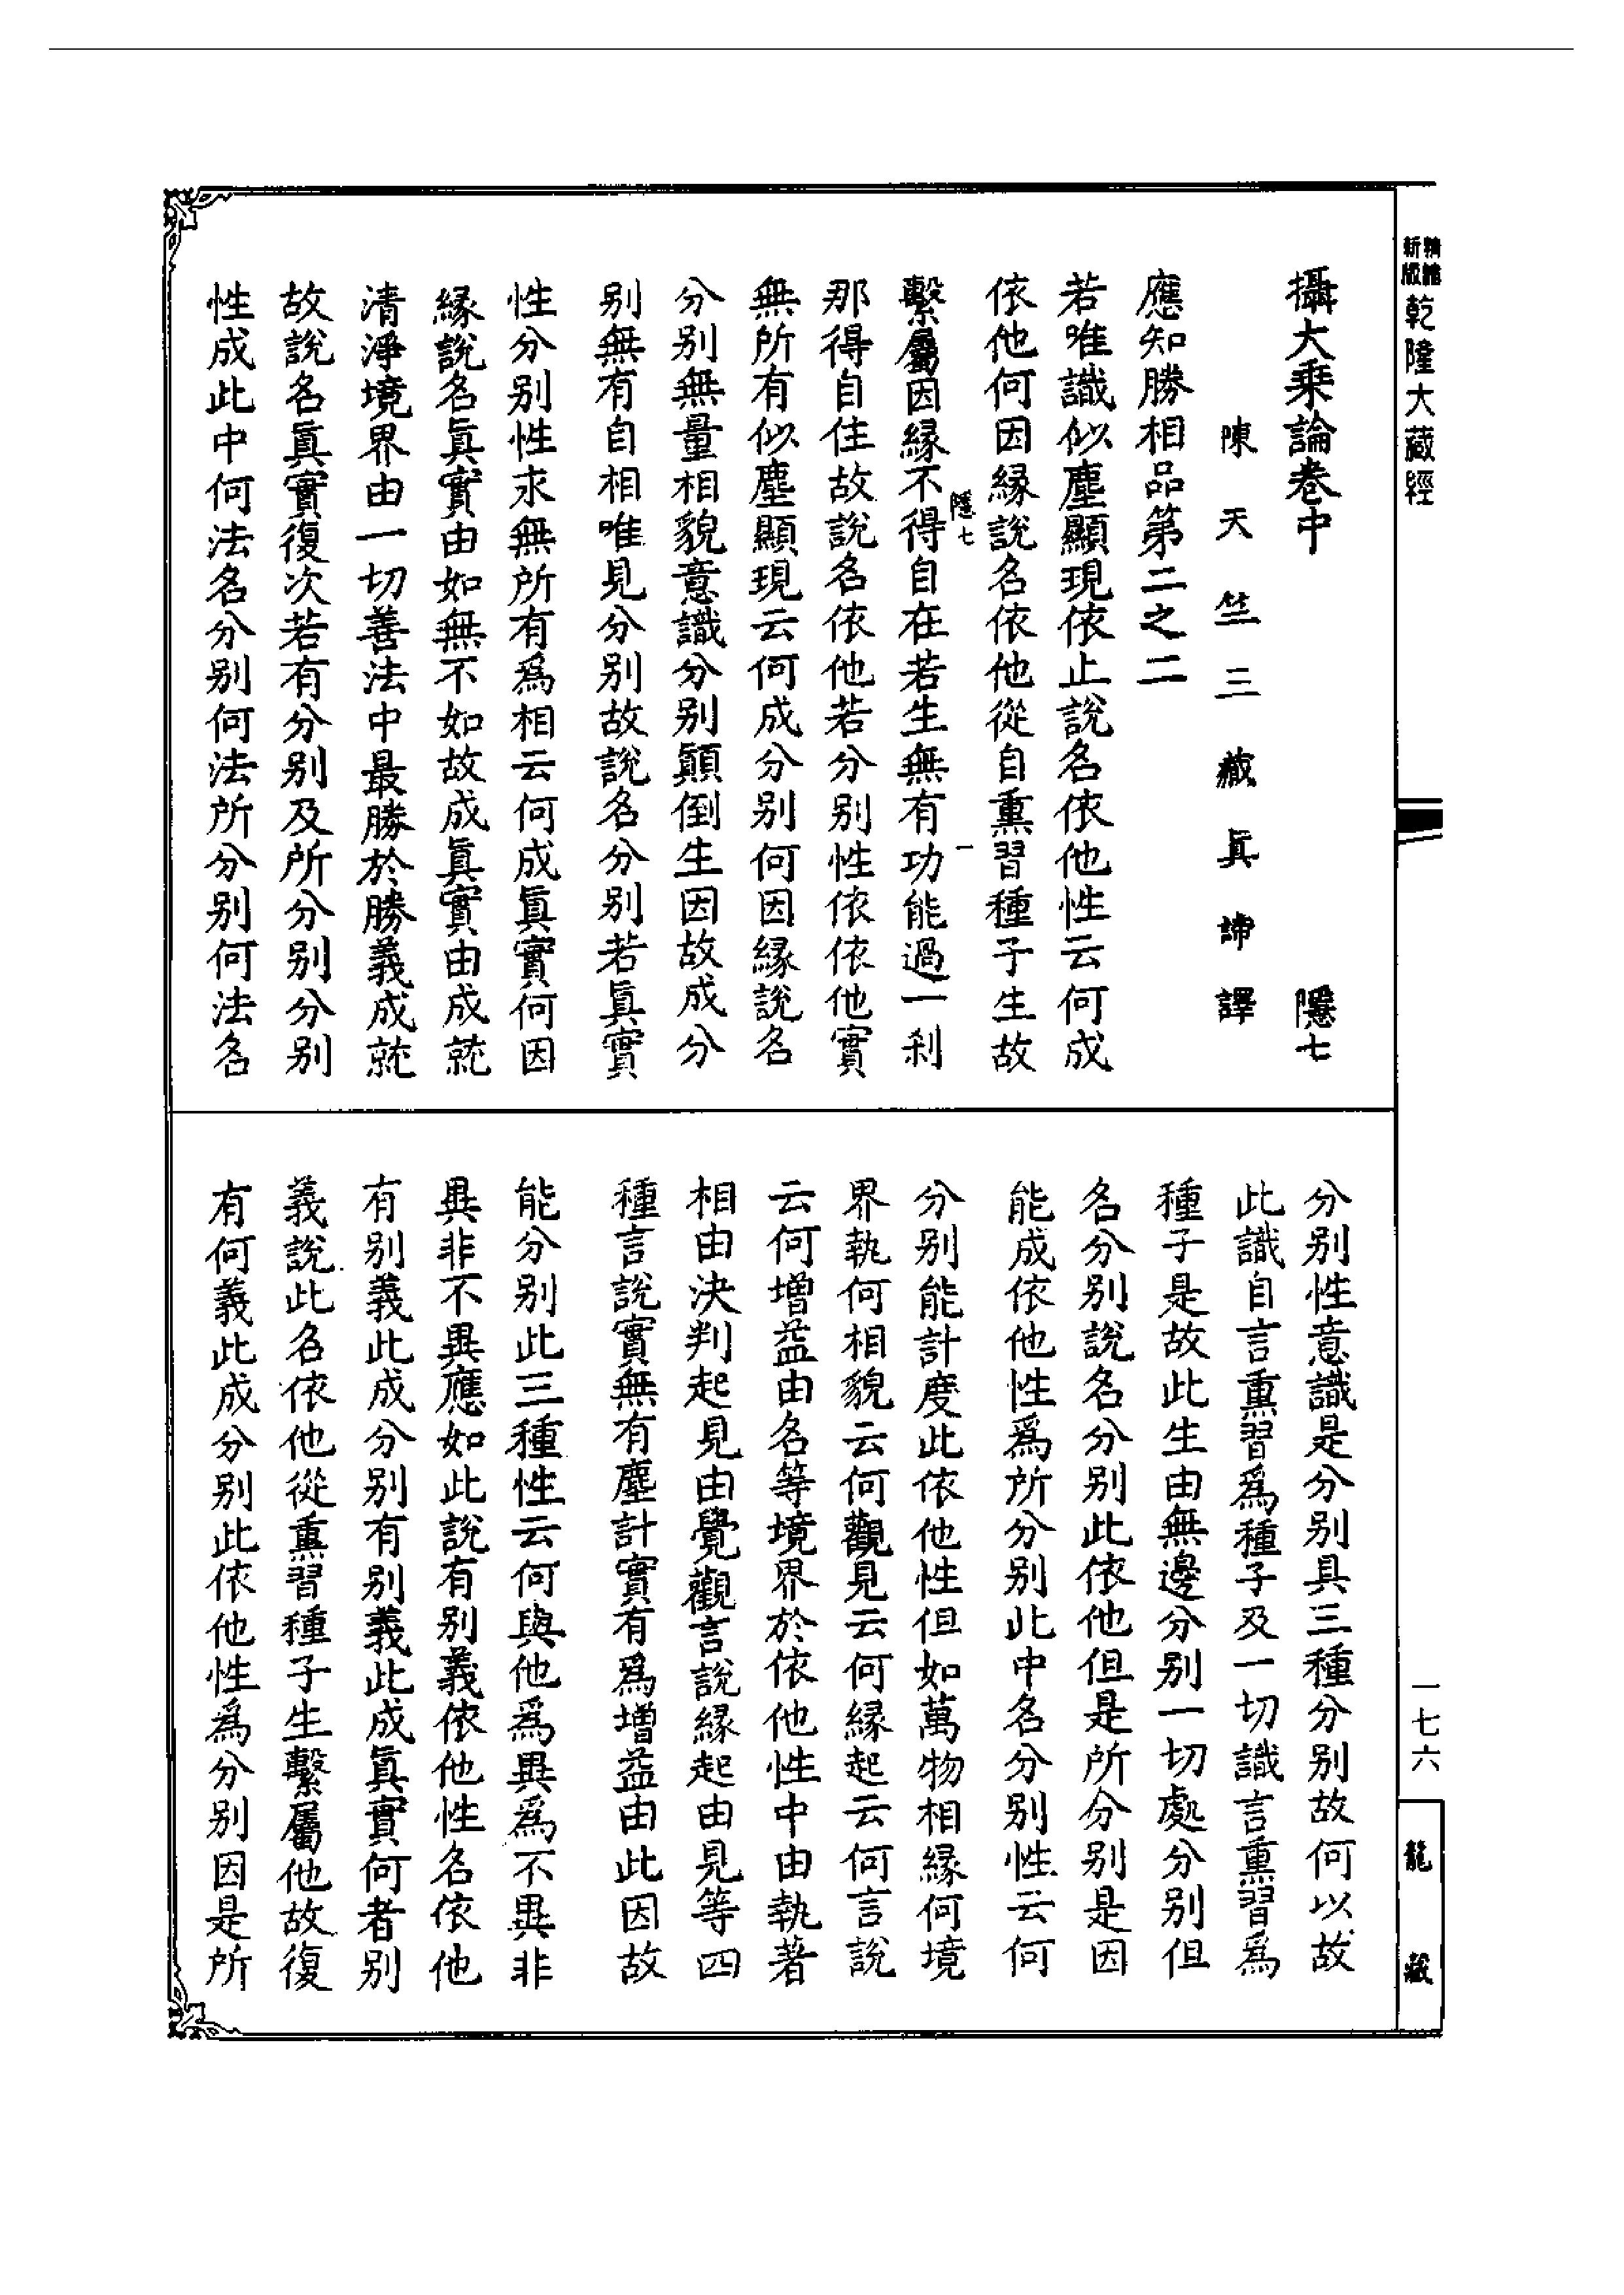 新版精縮乾隆大藏經
攝大乘論卷中　隱七
陳天竺三藏眞諦譯
應知勝相品第二之二
若唯識似塵顯現依止說名依他性云何成
依他何因緣說名依他從自熏習種子生故
隱七　一
繫屬因緣不得自在若生無有功能過一刹
那得自住故說名依他若分別性依依他實
無所有似塵顯現云何成分別何因緣說名
分別無量相貌意識分別顚倒生因故成分
別無有自相唯見分別故說名分別若眞實
性分別性永無所有爲相云何成眞實何因
緣說名眞實由如無不如故成眞實由成就
清淨境界由一切善法中最勝於勝義成就
故說名眞實復次若有分別及所分別分別
性成此中何法名分別何法所分別何法名
分別性意識是分別具三種分別故何以故
此識自言熏習爲種子及一切識言熏習爲
種子是故此生由無邊分別一切處分別但
名分別說名分別此依他但是所分別是因
能成依他性爲所分別此中名分別性云何
分別能計度此依他性但如萬物相緣何境
界執何相貌云何觀見云何緣起云何言說
云何增益由名等境界於依他性中由執著
相由決判起見由覺觀言說緣起由見等四
種言說實無有塵計實有爲增益由此因故
能分別此三種性云何與他爲異爲不異非
異非不異應如此說有別義依他性名依他
有別義此成分別有別義此成眞實何者別
義說此名依他從熏習種子生繫屬他故復
有何義此成分別此依他性爲分別因是所
一七六
龍藏